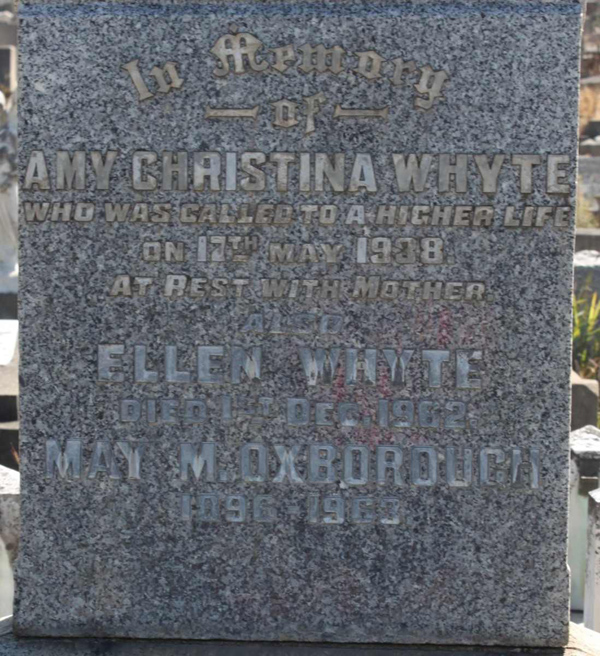 In Memory
of
AMY CHRISTINA WHYTE
WHO WAS CALLED TO A HIGHER LIFE
ON 17TH MAY 1938
AT REST WITH MOTHER
ALSO
ELLEN WHYTE
DIED 1ST DEC, 1962
MAY M. OXBOROUGH
1896 - 1963